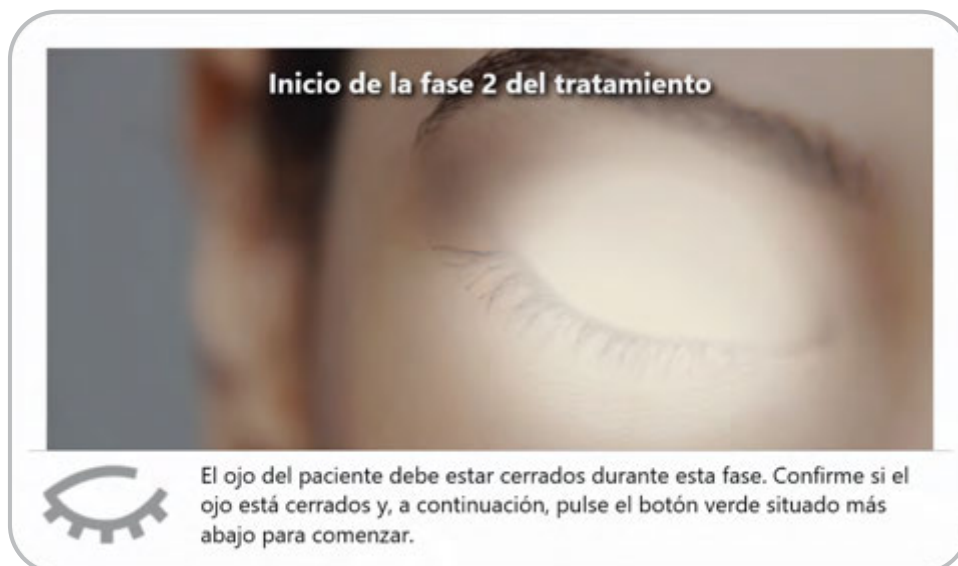 Inicio de la fase 2 del tratamiento
El ojo del paciente debe estar cerrados durante esta fase. Confirme si el
ojo está cerrados y, a continuación, pulse el botón verde situado más
abajo para comenzar.